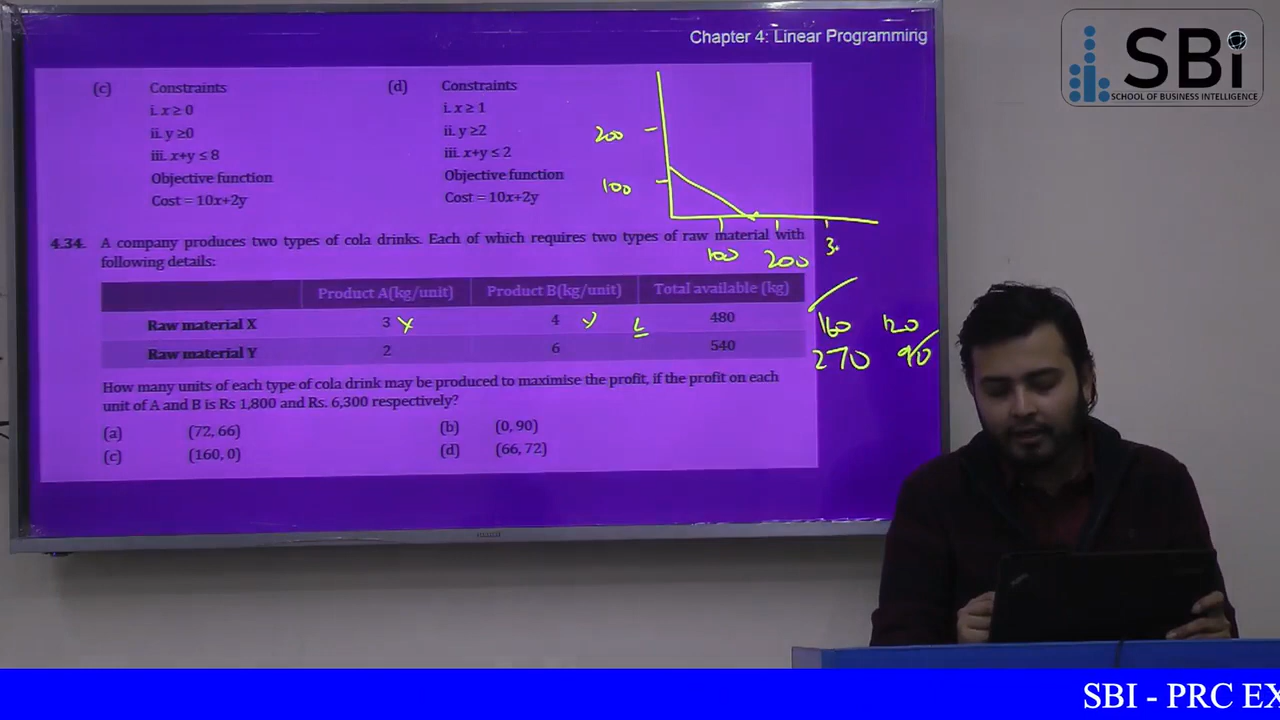 Chapter 4: Linear Programming
SBi
SCHOOL OF BUSINESS INTELLIGENCE
(c) Constraints
i. x ≥ 0
ii. y ≥0
iii. x+y ≤ 8
Objective function
Cost = 10x+2y
(d) Constraints
i. x ≥ 1
ii. y ≥2
iii. x+y ≤ 2
Objective function
Cost = 10x+2y
200
100
100 200 3
4.34. A company produces two types of cola drinks. Each of which requires two types of raw material with
following details:
Product A(kg/unit) Product B(kg/unit) Total available (kg)
Raw material X 3 x 4 y ≤ 480 160 120
Raw material Y 2 6 540 270 90
How many units of each type of cola drink may be produced to maximise the profit, if the profit on each
unit of A and B is Rs 1,800 and Rs. 6,300 respectively?
(a) (72, 66) (b) (0, 90)
(c) (160, 0) (d) (66, 72)
SBI - PRC EX